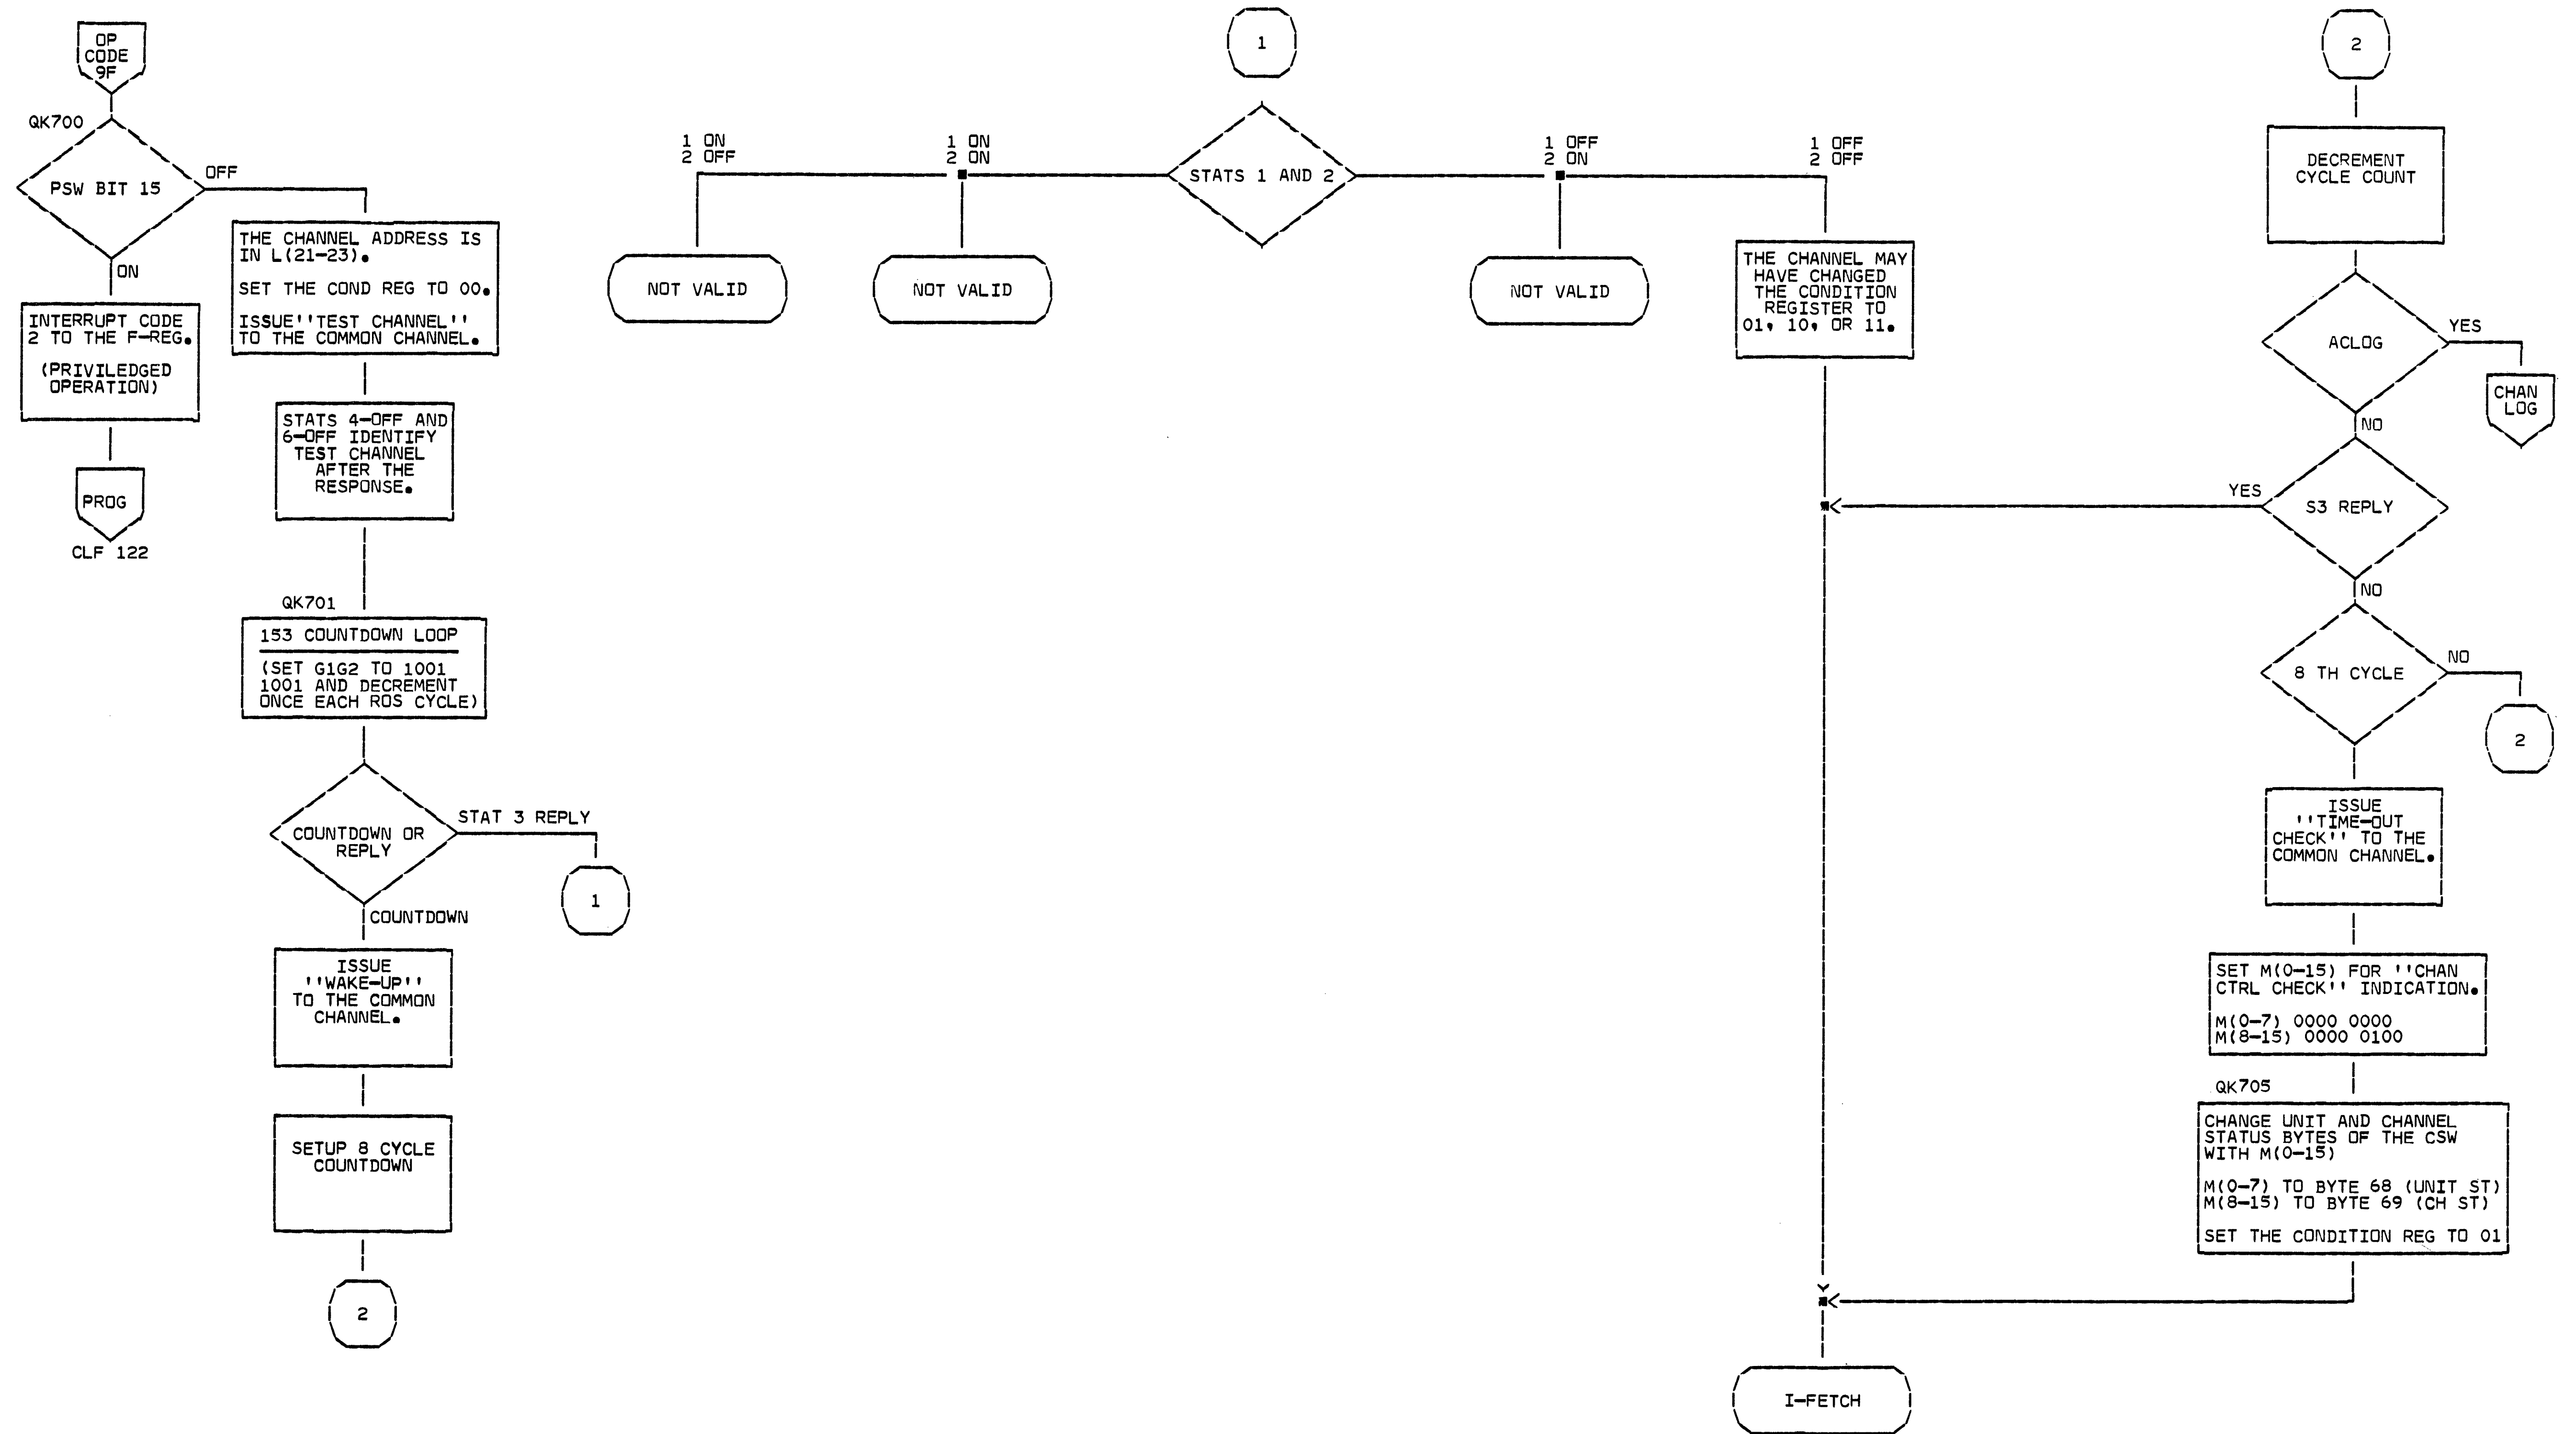 OP
CODE
9F
QK700
PSW BIT 15
OFF
ON
INTERRUPT CODE
2 TO THE F-REG.
(PRIVILEDGED
OPERATION)
PROG
CLF 122
THE CHANNEL ADDRESS IS
IN L(21-23).
SET THE COND REG TO 00.
ISSUE''TEST CHANNEL''
TO THE COMMON CHANNEL.
STATS 4-OFF AND
6-OFF IDENTIFY
TEST CHANNEL
AFTER THE
RESPONSE.
QK701
153 COUNTDOWN LOOP
(SET G1G2 TO 1001
1001 AND DECREMENT
ONCE EACH ROS CYCLE)
COUNTDOWN OR
REPLY
STAT 3 REPLY
1
COUNTDOWN
ISSUE
''WAKE-UP''
TO THE COMMON
CHANNEL.
SETUP 8 CYCLE
COUNTDOWN
2
1
STATS 1 AND 2
1 ON
2 OFF
1 ON
2 ON
1 OFF
2 ON
1 OFF
2 OFF
NOT VALID
NOT VALID
NOT VALID
THE CHANNEL MAY
HAVE CHANGED
THE CONDITION
REGISTER TO
01, 10, OR 11.
2
DECREMENT
CYCLE COUNT
ACLOG
YES
CHAN
LOG
NO
S3 REPLY
YES
NO
8 TH CYCLE
NO
2
ISSUE
''TIME-OUT
CHECK'' TO THE
COMMON CHANNEL.
SET M(0-15) FOR ''CHAN
CTRL CHECK'' INDICATION.
M(0-7) 0000 0000
M(8-15) 0000 0100
QK705
CHANGE UNIT AND CHANNEL
STATUS BYTES OF THE CSW
WITH M(0-15)
M(0-7) TO BYTE 68 (UNIT ST)
M(8-15) TO BYTE 69 (CH ST)
SET THE CONDITION REG TO 01
I-FETCH